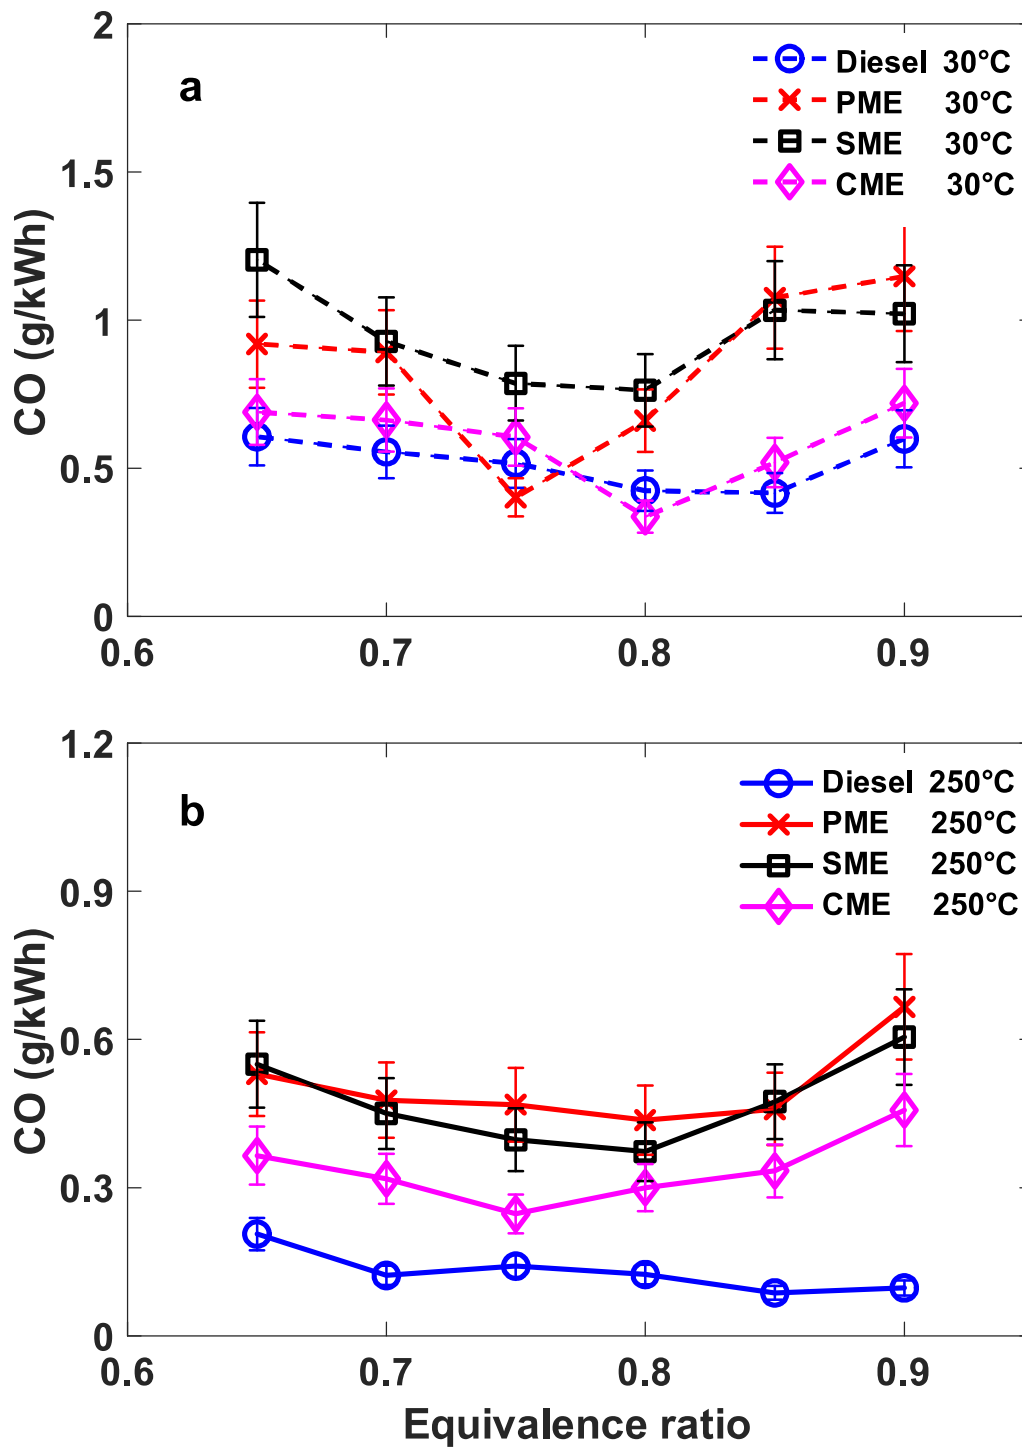 2
a
Diesel 30°C
PME 30°C
SME 30°C
CME 30°C
1.5
CO (g/kWh)
1
0.5
0
0.6 0.7 0.8 0.9
1.2
b
Diesel 250°C
PME 250°C
SME 250°C
CME 250°C
0.9
CO (g/kWh)
0.6
0.3
0
0.6 0.7 0.8 0.9
Equivalence ratio